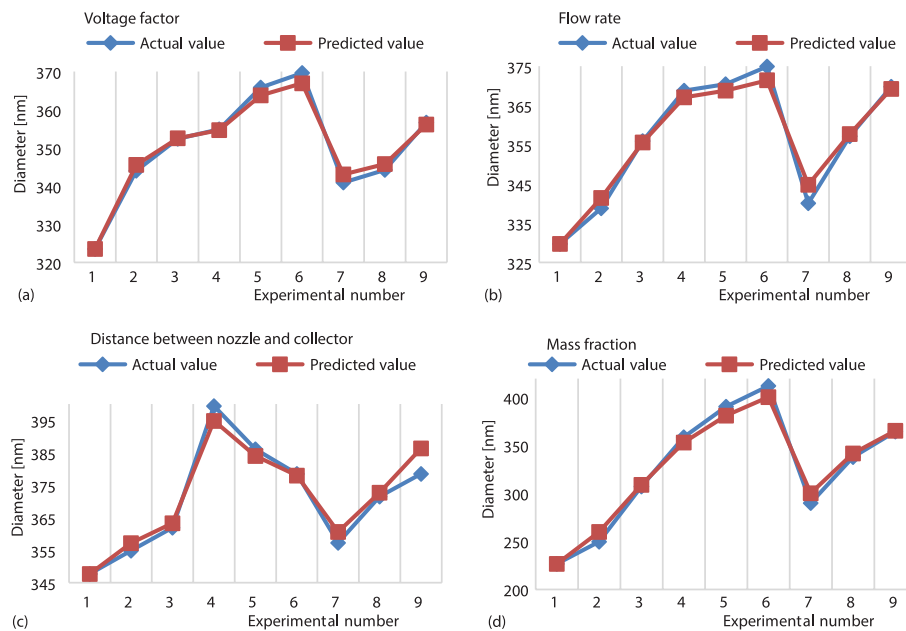 Voltage factor
Actual value
Predicted value
Diameter [nm]
370
360
350
340
330
320
1 2 3 4 5 6 7 8 9
(a)
Experimental number
Flow rate
Actual value
Predicted value
Diameter [nm]
375
365
355
345
335
325
1 2 3 4 5 6 7 8 9
(b)
Experimental number
Distance between nozzle and collector
Actual value
Predicted value
Diameter [nm]
395
385
375
365
355
345
1 2 3 4 5 6 7 8 9
(c)
Experimental number
Mass fraction
Actual value
Predicted value
Diameter [nm]
400
350
300
250
200
1 2 3 4 5 6 7 8 9
(d)
Experimental number